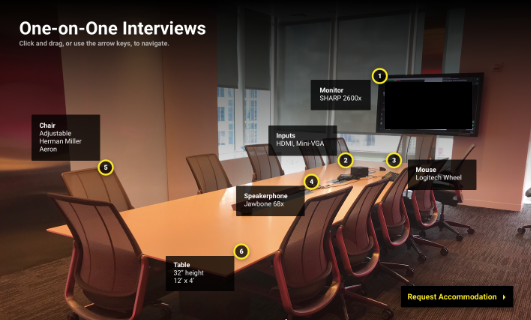 One-on-One Interviews
Click and drag, or use the arrow keys, to navigate.
1
Monitor
SHARP 2600x
Chair
Adjustable
Herman Miller
Aeron
5
Inputs
HDMI, Mini-VGA
2
3
Mouse
Logitech Wheel
4
Speakerphone
Jawbone 68x
6
Table
32" height
12' x 4'
Request Accommodation